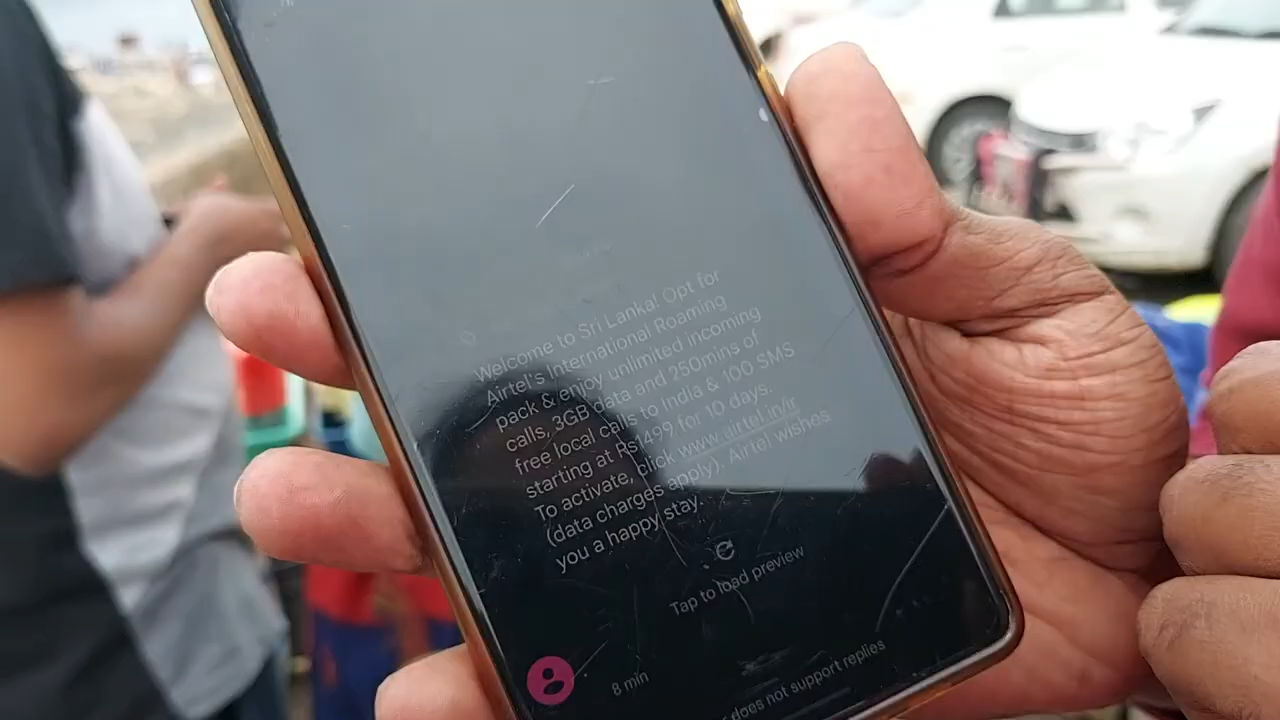 Welcome to Sri Lanka! Opt for
Airtel's International Roaming
pack & enjoy unlimited incoming
calls, 3GB data and 250mins of
free local calls to India & 100 SMS
starting at Rs1499 for 10 days.
To activate, click www.airtel.in/ir
(data charges apply). Airtel wishes
you a happy stay.
Tap to load preview
8 min
does not support replies